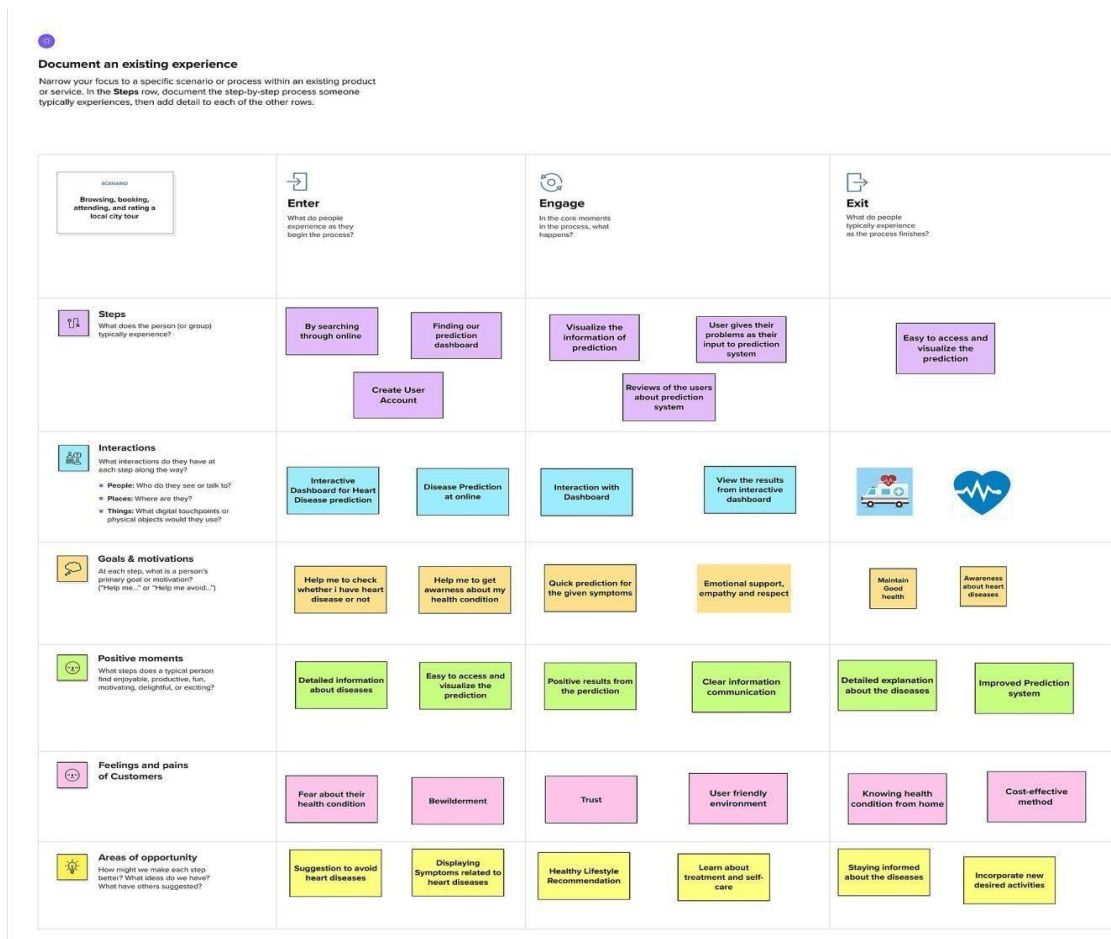 Document an existing experience
Narrow your focus to a specific scenario or process within an existing product
or service. In the Steps row, document the step-by-step process someone
typically experiences, then add detail to each of the other rows.
SCENARIO
Browsing, booking,
attending, and rating a
local city tour
Enter
What do people
experience as they
begin the process?
Engage
In the core moments
in the process, what
happens?
Exit
What do people
typically experience
as the process finishes?
Steps
What does the person (or group)
typically experience?
By searching
through online
Finding our
prediction
dashboard
Create User
Account
Visualize the
information of
prediction
User gives their
problems as their
input to prediction
system
Reviews of the users
about prediction
system
Easy to access and
visualize the
prediction
Interactions
What interactions do they have at
each step along the way?
People: Who do they see or talk to?
Places: Where are they?
Things: What digital touchpoints or
physical objects would they use?
Interactive
Dashboard for Heart
Disease prediction
Disease Prediction
at online
Interaction with
Dashboard
View the results
from interactive
dashboard
Goals & motivations
At each step, what is a person's
primary goal or motivation?
("Help me..." or "Help me avoid...")
Help me to check
whether i have heart
disease or not
Help me to get
awarness about my
health condition
Quick prediction for
the given symptoms
Emotional support,
empathy and respect
Maintain
Good
health
Awareness
about heart
diseases
Positive moments
What steps does a typical person
find enjoyable, productive, fun,
motivating, delightful, or exciting?
Detailed information
about diseases
Easy to access and
visualize the
prediction
Positive results from
the perdiction
Clear information
communication
Detailed explanation
about the diseases
Improved Prediction
system
Feelings and pains
of Customers
Fear about their
health condition
Bewilderment
Trust
User friendly
environment
Knowing health
condition from home
Cost-effective
method
Areas of opportunity
How might we make each step
better? What ideas do we have?
What have others suggested?
Suggestion to avoid
heart diseases
Displaying
Symptoms related to
heart diseases
Healthy Lifestyle
Recommendation
Learn about
treatment and self-
care
Staying informed
about the diseases
Incorporate new
desired activities